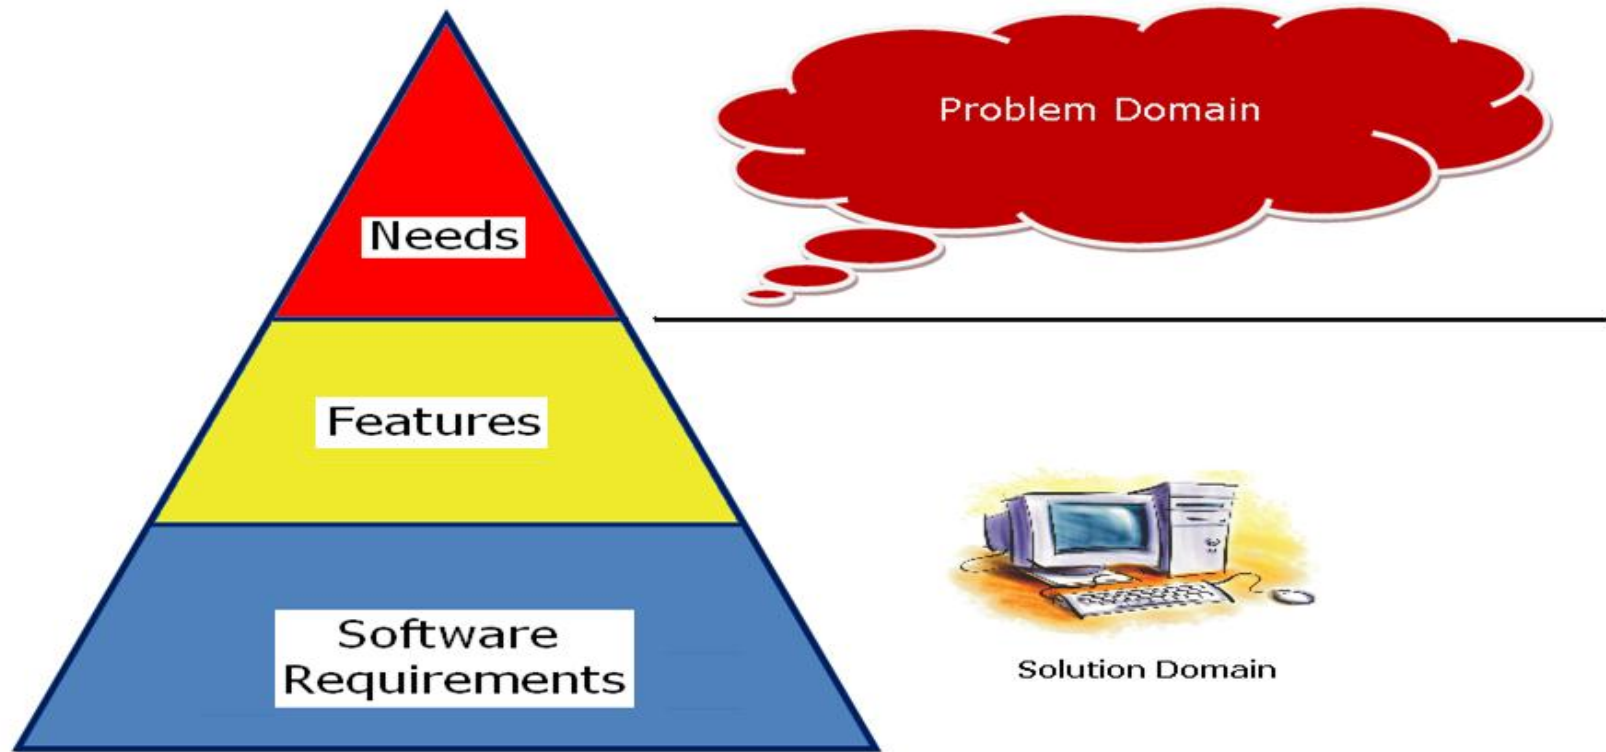 Problem Domain
Needs
Features
Software
Requirements
Solution Domain